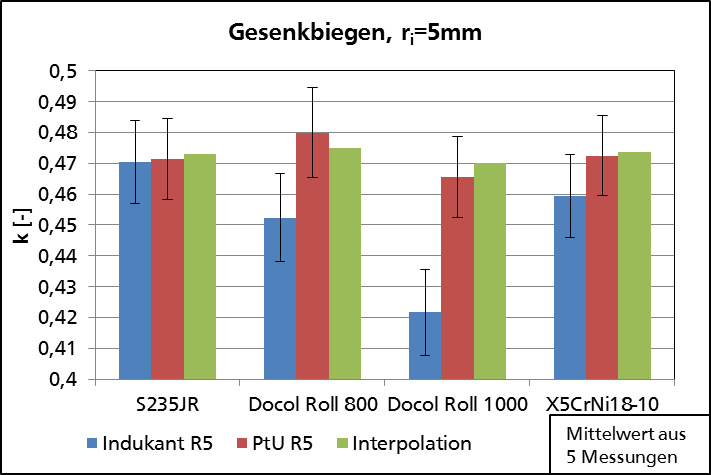 Gesenkbiegen, ri=5mm
k [-]
0,5
0,49
0,48
0,47
0,46
0,45
0,44
0,43
0,42
0,41
0,4
S235JR Docol Roll 800 Docol Roll 1000 X5CrNi18-10
Indukant R5 PtU R5 Interpolation
Mittelwert aus
5 Messungen